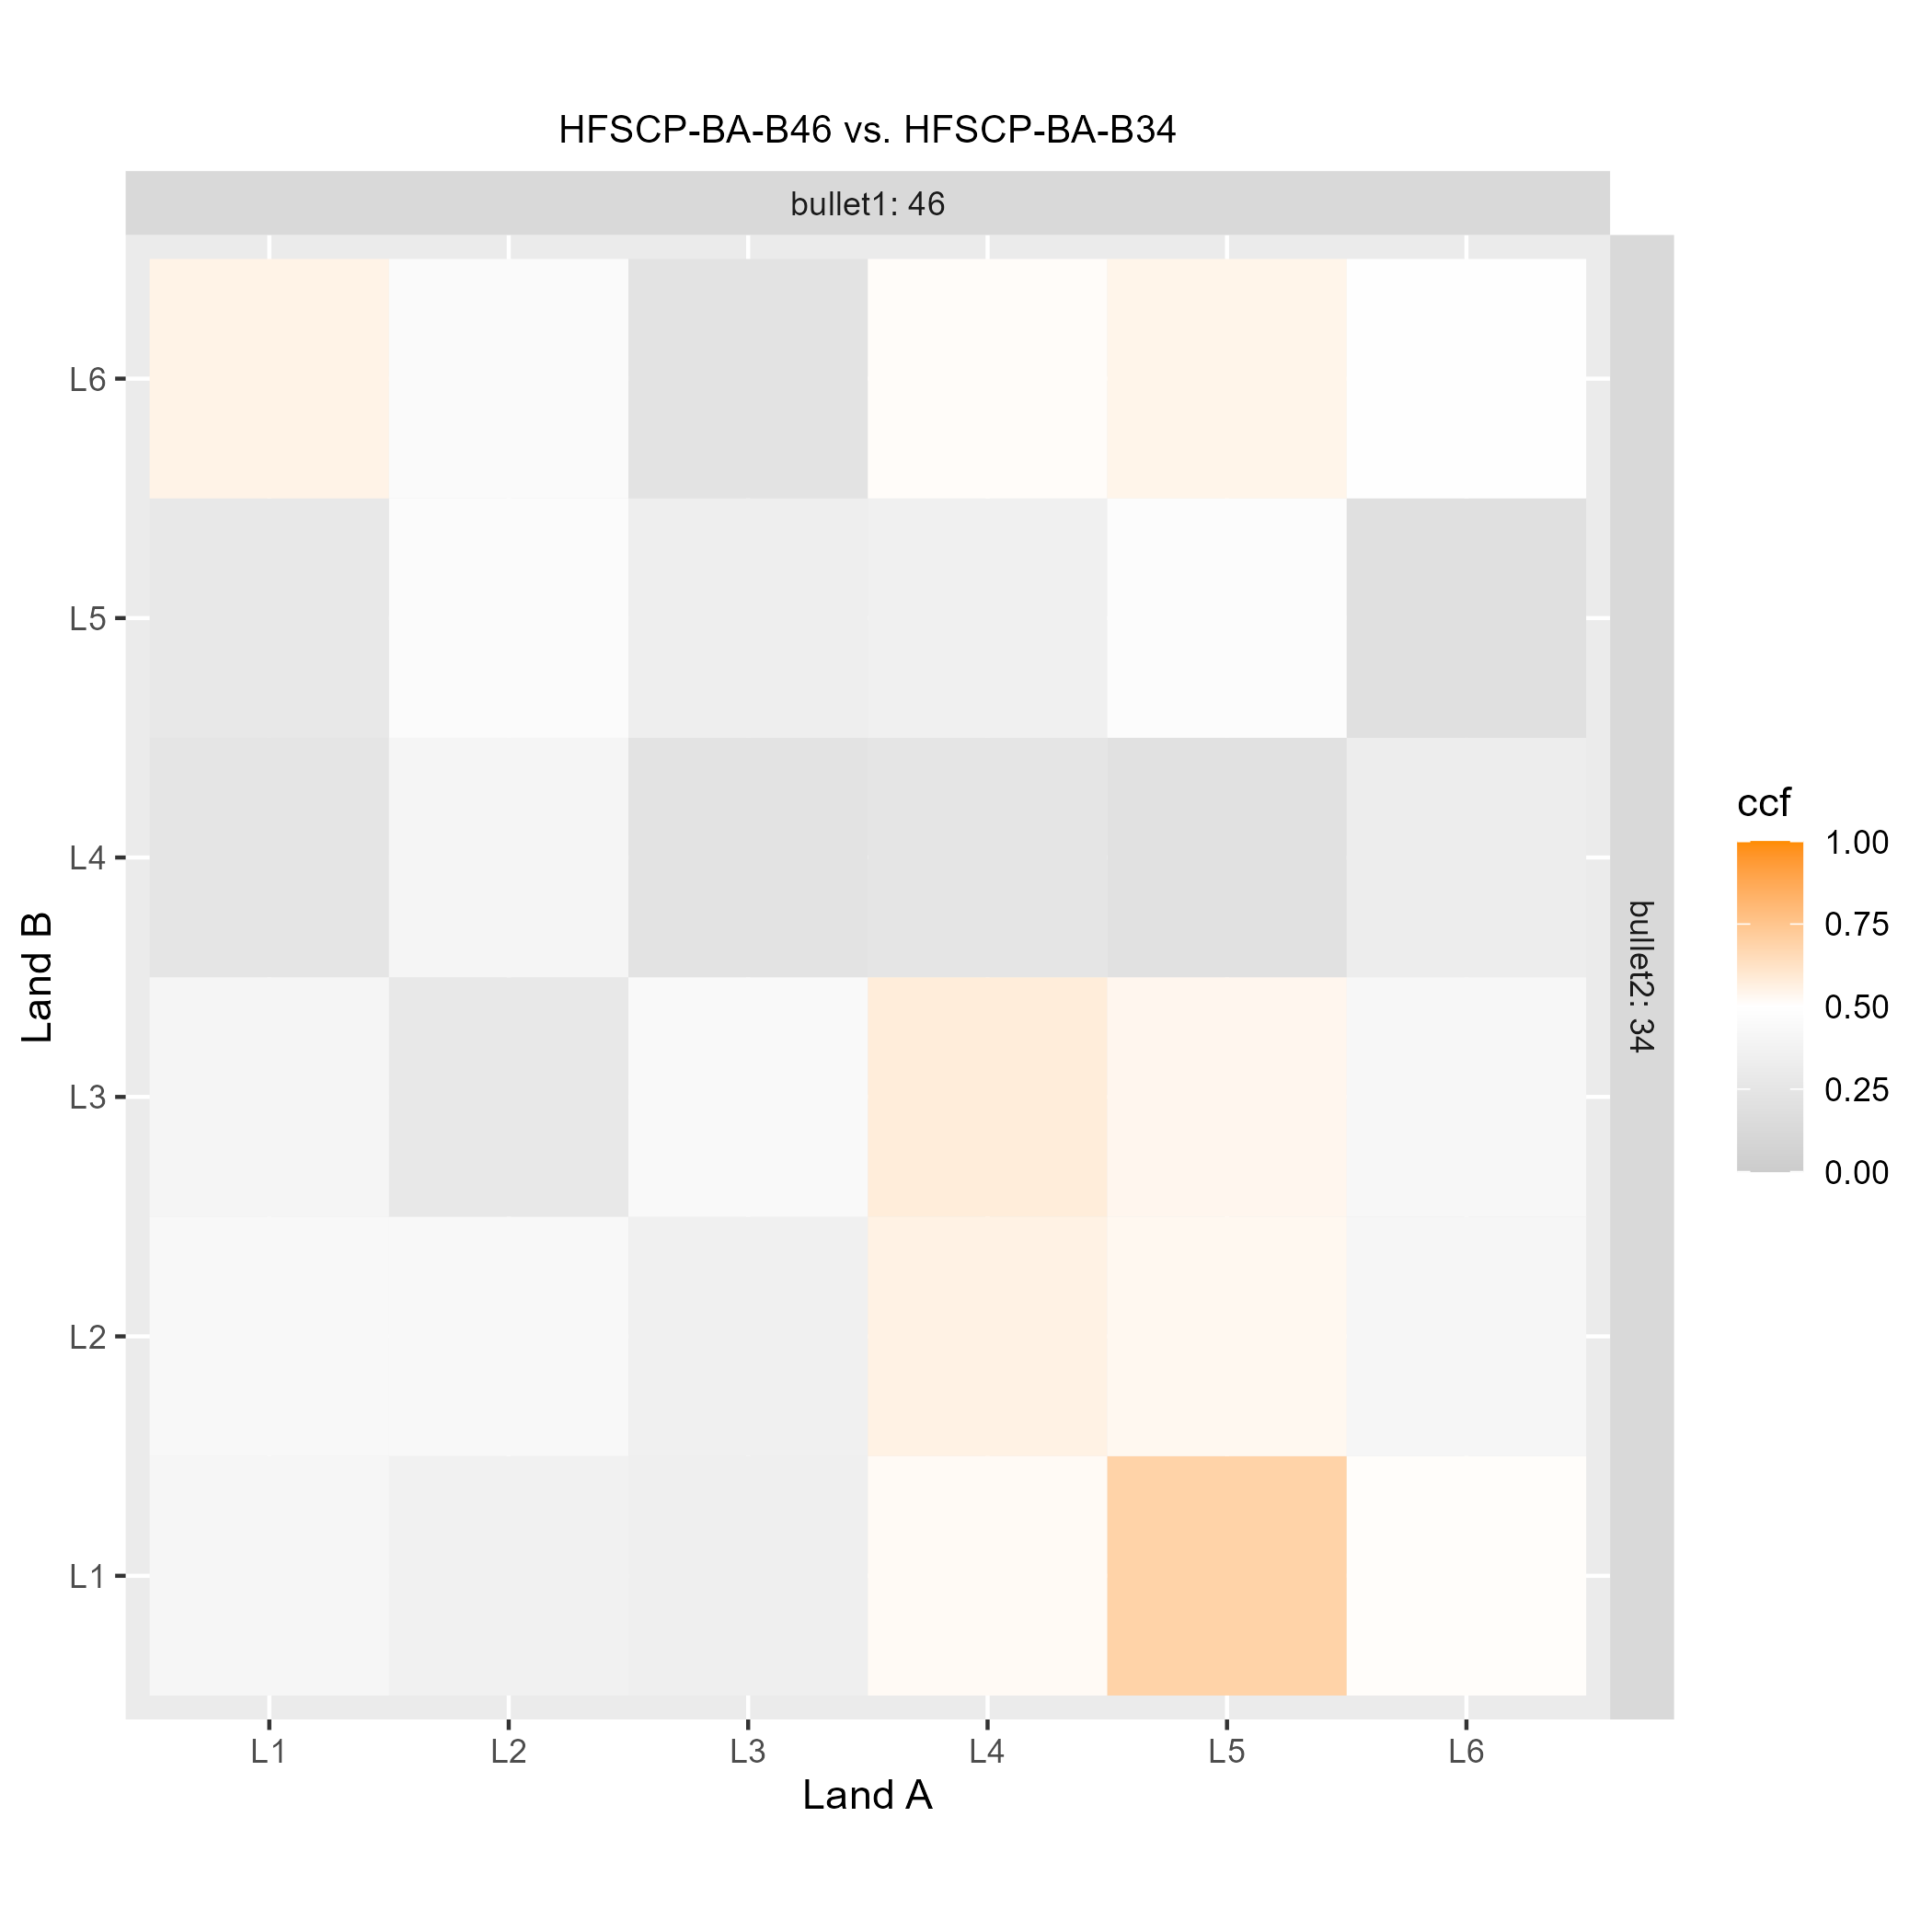 HFSCP-BA-B46 vs. HFSCP-BA-B34
bullet1: 46
L6
L5
L4
L3
L2
L1
Land B
bullet2: 34
L1 L2 L3 L4 L5 L6
Land A
ccf
1.00
0.75
0.50
0.25
0.00